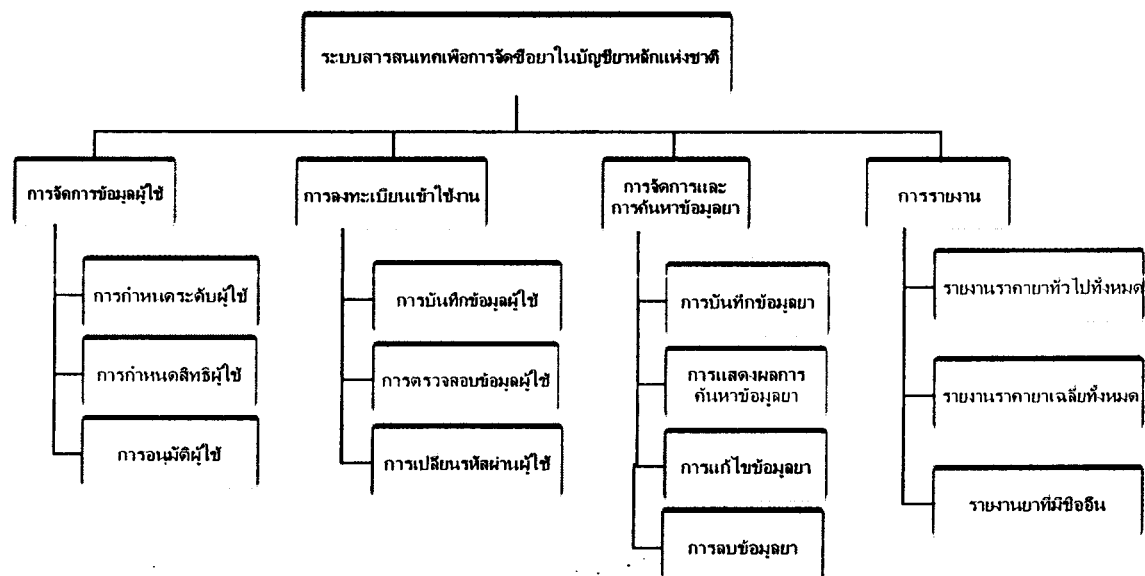 ระบบสารสนเทศเพื่อการจัดซื้อยาในบัญชียาหลักแห่งชาติ
การจัดการข้อมูลผู้ใช้
การกำหนดระดับผู้ใช้
การกำหนดสิทธิผู้ใช้
การอนุมัติผู้ใช้
การลงทะเบียนเข้าใช้งาน
การบันทึกข้อมูลผู้ใช้
การตรวจสอบข้อมูลผู้ใช้
การเปลี่ยนรหัสผ่านผู้ใช้
การจัดการและ
การค้นหาข้อมูลยา
การบันทึกข้อมูลยา
การแสดงผลการ
ค้นหาข้อมูลยา
การแก้ไขข้อมูลยา
การลบข้อมูลยา
การรายงาน
รายงานราคายาทั่วไปทั้งหมด
รายงานราคายาเฉลี่ยทั้งหมด
รายงานยาที่มีชื่ออื่น